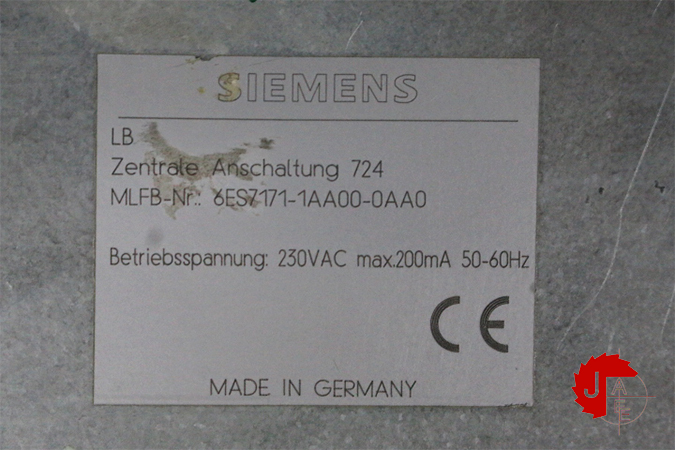 SIEMENS
LB
Zentrale Anschaltung 724
MLFB-Nr.: 6ES7171-1AA00-0AA0
Betriebsspannung: 230VAC max.200mA 50-60Hz
CE
MADE IN GERMANY
JA